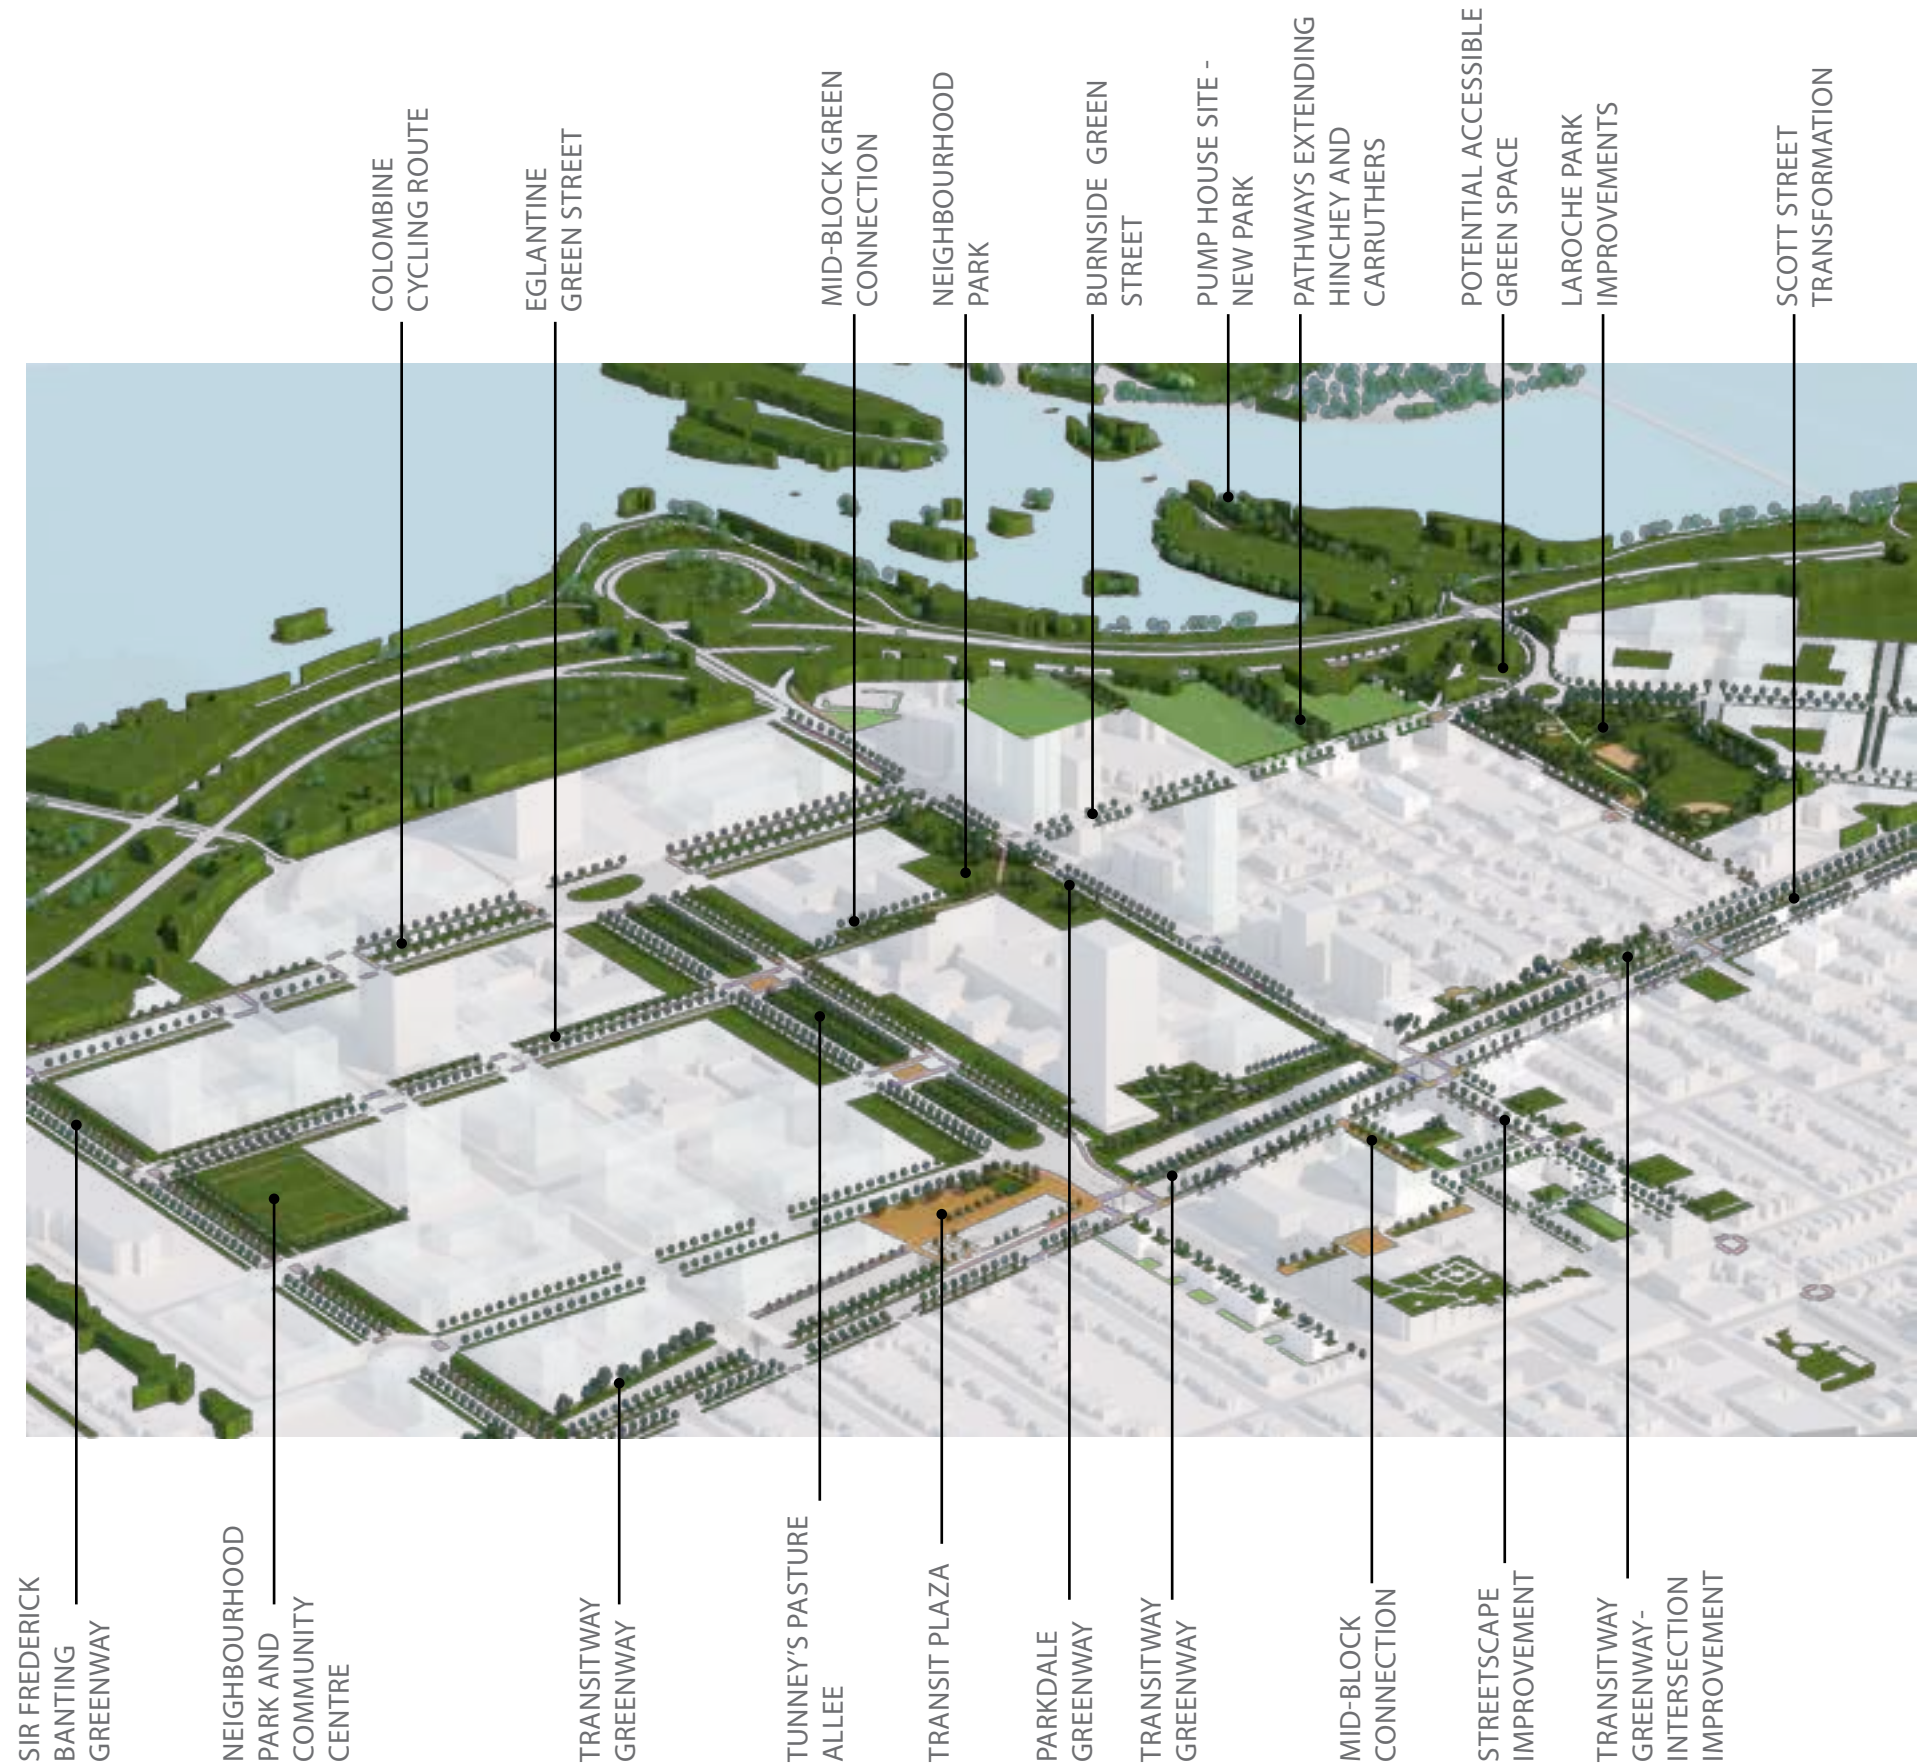 COLOMBINE
CYCLING ROUTE
EGLANTINE
GREEN STREET
MID-BLOCK GREEN
CONNECTION
NEIGHBOURHOOD
PARK
BURNSIDE GREEN
STREET
PUMP HOUSE SITE -
NEW PARK
PATHWAYS EXTENDING
HINCHEY AND
CARRUTHERS
POTENTIAL ACCESSIBLE
GREEN SPACE
LAROCHE PARK
IMPROVEMENTS
SCOTT STREET
TRANSFORMATION
SIR FREDERICK
BANTING
GREENWAY
NEIGHBOURHOOD
PARK AND
COMMUNITY
CENTRE
TRANSITWAY
GREENWAY
TUNNEY'S PASTURE
ALLEE
TRANSIT PLAZA
PARKDALE
GREENWAY
TRANSITWAY
GREENWAY
MID-BLOCK
CONNECTION
STREETSCAPE
IMPROVEMENT
TRANSITWAY
GREENWAY-
INTERSECTION
IMPROVEMENT